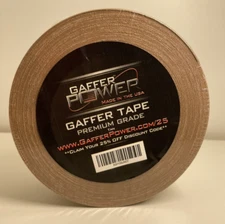 GAFFER
POWER
MADE IN THE USA
GAFFER TAPE
PREMIUM GRADE
www.GafferPower.com/25
**Claim Your 25% OFF Discount Code**